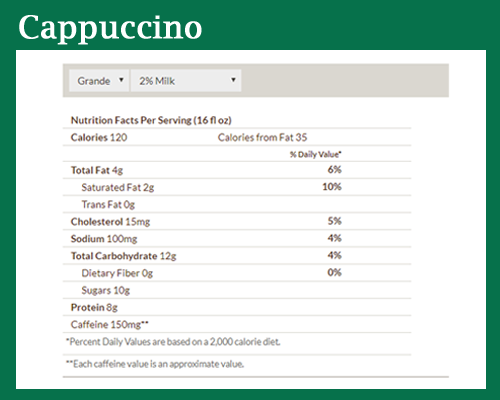 Cappuccino
Grande 2% Milk
Nutrition Facts Per Serving (16 fl oz)
Calories 120 Calories from Fat 35
% Daily Value*
Total Fat 4g 6%
Saturated Fat 2g 10%
Trans Fat 0g
Cholesterol 15mg 5%
Sodium 100mg 4%
Total Carbohydrate 12g 4%
Dietary Fiber 0g 0%
Sugars 10g
Protein 8g
Caffeine 150mg**
*Percent Daily Values are based on a 2,000 calorie diet.
**Each caffeine value is an approximate value.